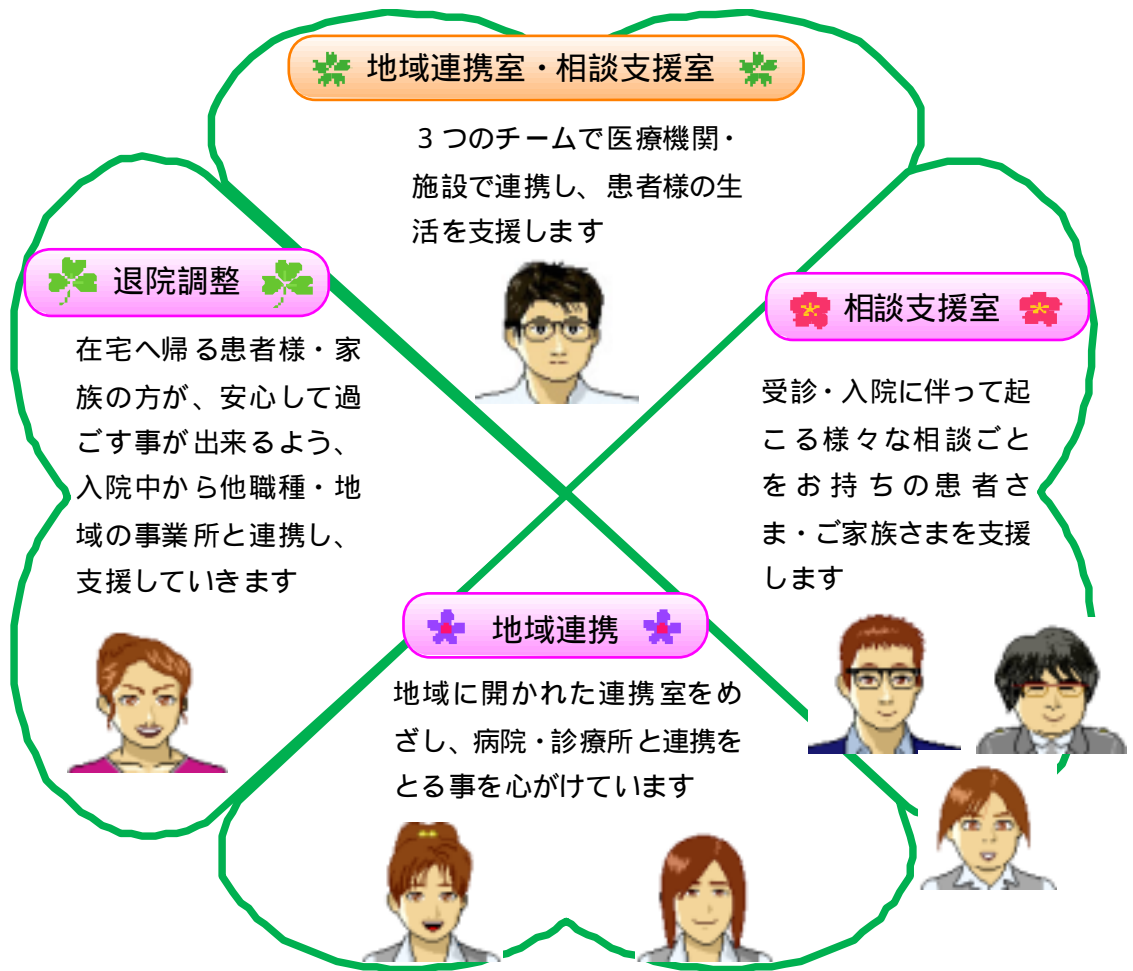 地域連携室・相談支援室
３つのチームで医療機関・
施設で連携し、患者様の生
活を支援します
退院調整
在宅へ帰る患者様・家
族の方が、安心して過
ごす事が出来るよう、
入院中から他職種・地
域の事業所と連携し、
支援していきます
相談支援室
受診・入院に伴って起
こる様々な相談ごと
をお持ちの患者さ
ま・ご家族さまを支援
します
地域連携
地域に開かれた連携室をめ
ざし、病院・診療所と連携を
とる事を心がけています